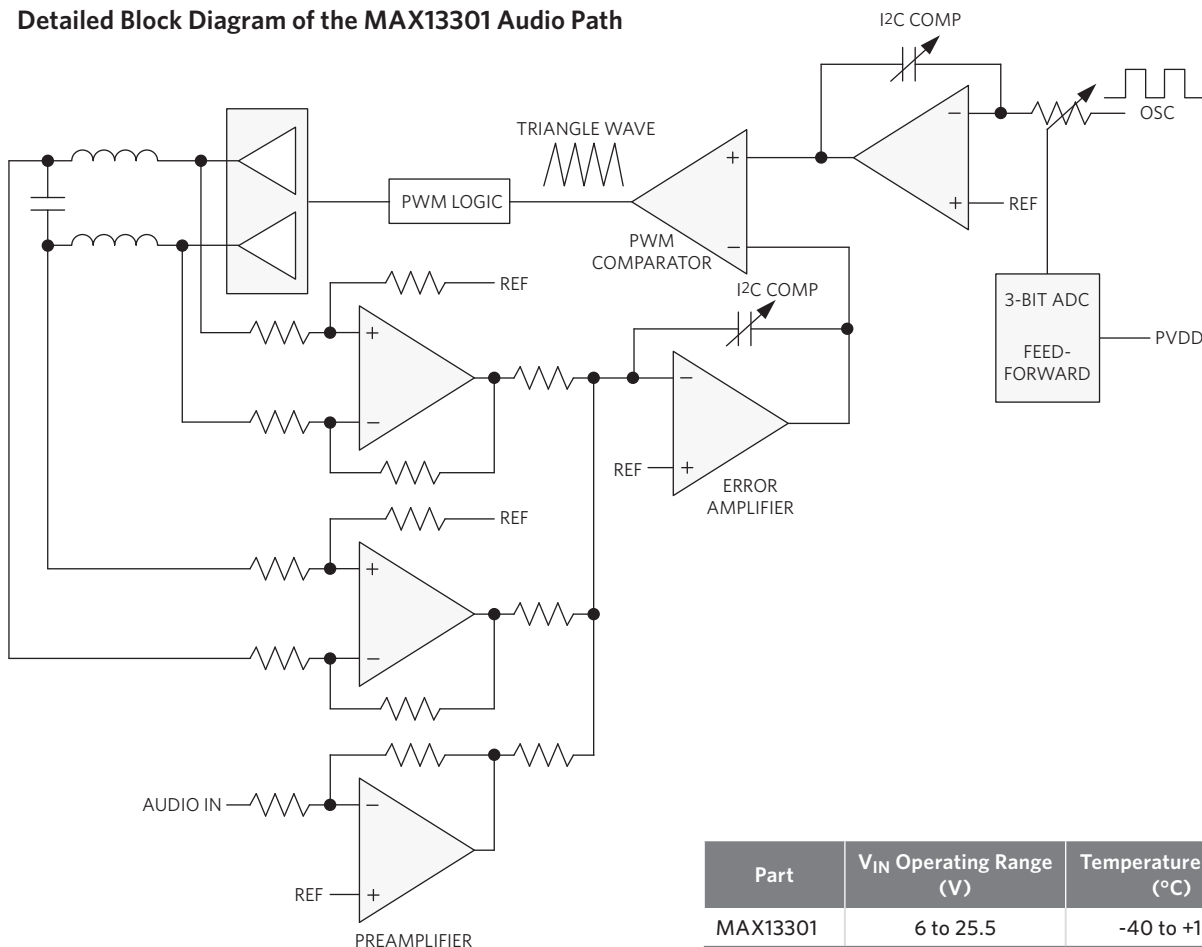 Detailed Block Diagram of the MAX13301 Audio Path
I2C COMP
OSC
TRIANGLE WAVE
+
−
PWM LOGIC
+
REF
PWM
COMPARATOR
−
REF
I2C COMP
3-BIT ADC
FEED-
FORWARD
PVDD
+
−
−
REF
+
ERROR
AMPLIFIER
REF
+
−
AUDIO IN
−
REF
+
PREAMPLIFIER
Part
VIN Operating Range
(V)
Temperature
(°C)
MAX13301
6 to 25.5
-40 to +1